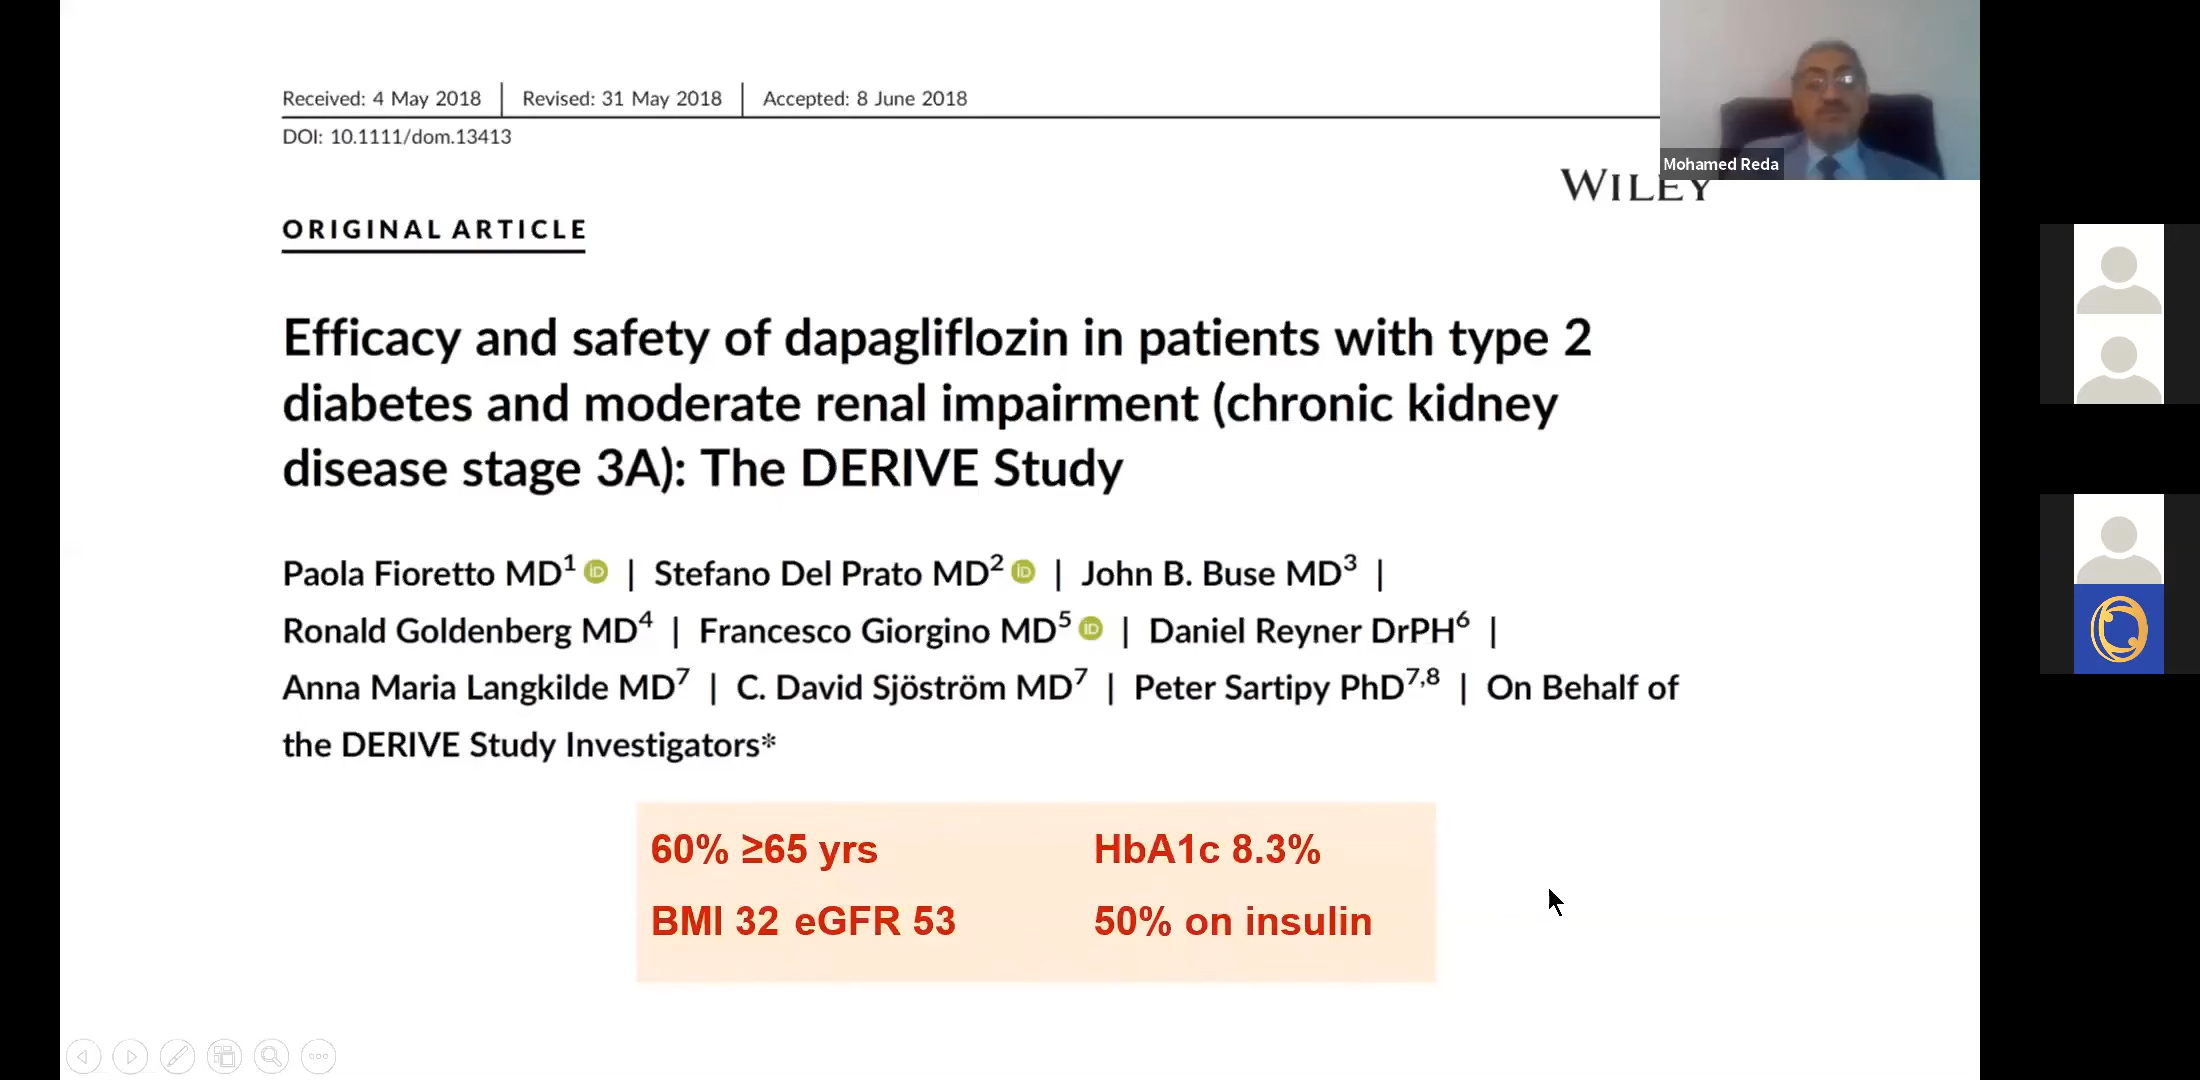 Received: 4 May 2018 | Revised: 31 May 2018 | Accepted: 8 June 2018
DOI: 10.1111/dom.13413
Mohamed Reda
WILEY
ORIGINAL ARTICLE
Efficacy and safety of dapagliflozin in patients with type 2
diabetes and moderate renal impairment (chronic kidney
disease stage 3A): The DERIVE Study
Paola Fioretto MD1 iD | Stefano Del Prato MD2 iD | John B. Buse MD3 |
Ronald Goldenberg MD4 | Francesco Giorgino MD5 iD | Daniel Reyner DrPH6 |
Anna Maria Langkilde MD7 | C. David Sjöström MD7 | Peter Sartipy PhD7,8 | On Behalf of
the DERIVE Study Investigators*
60% ≥65 yrs HbA1c 8.3%
BMI 32 eGFR 53 50% on insulin